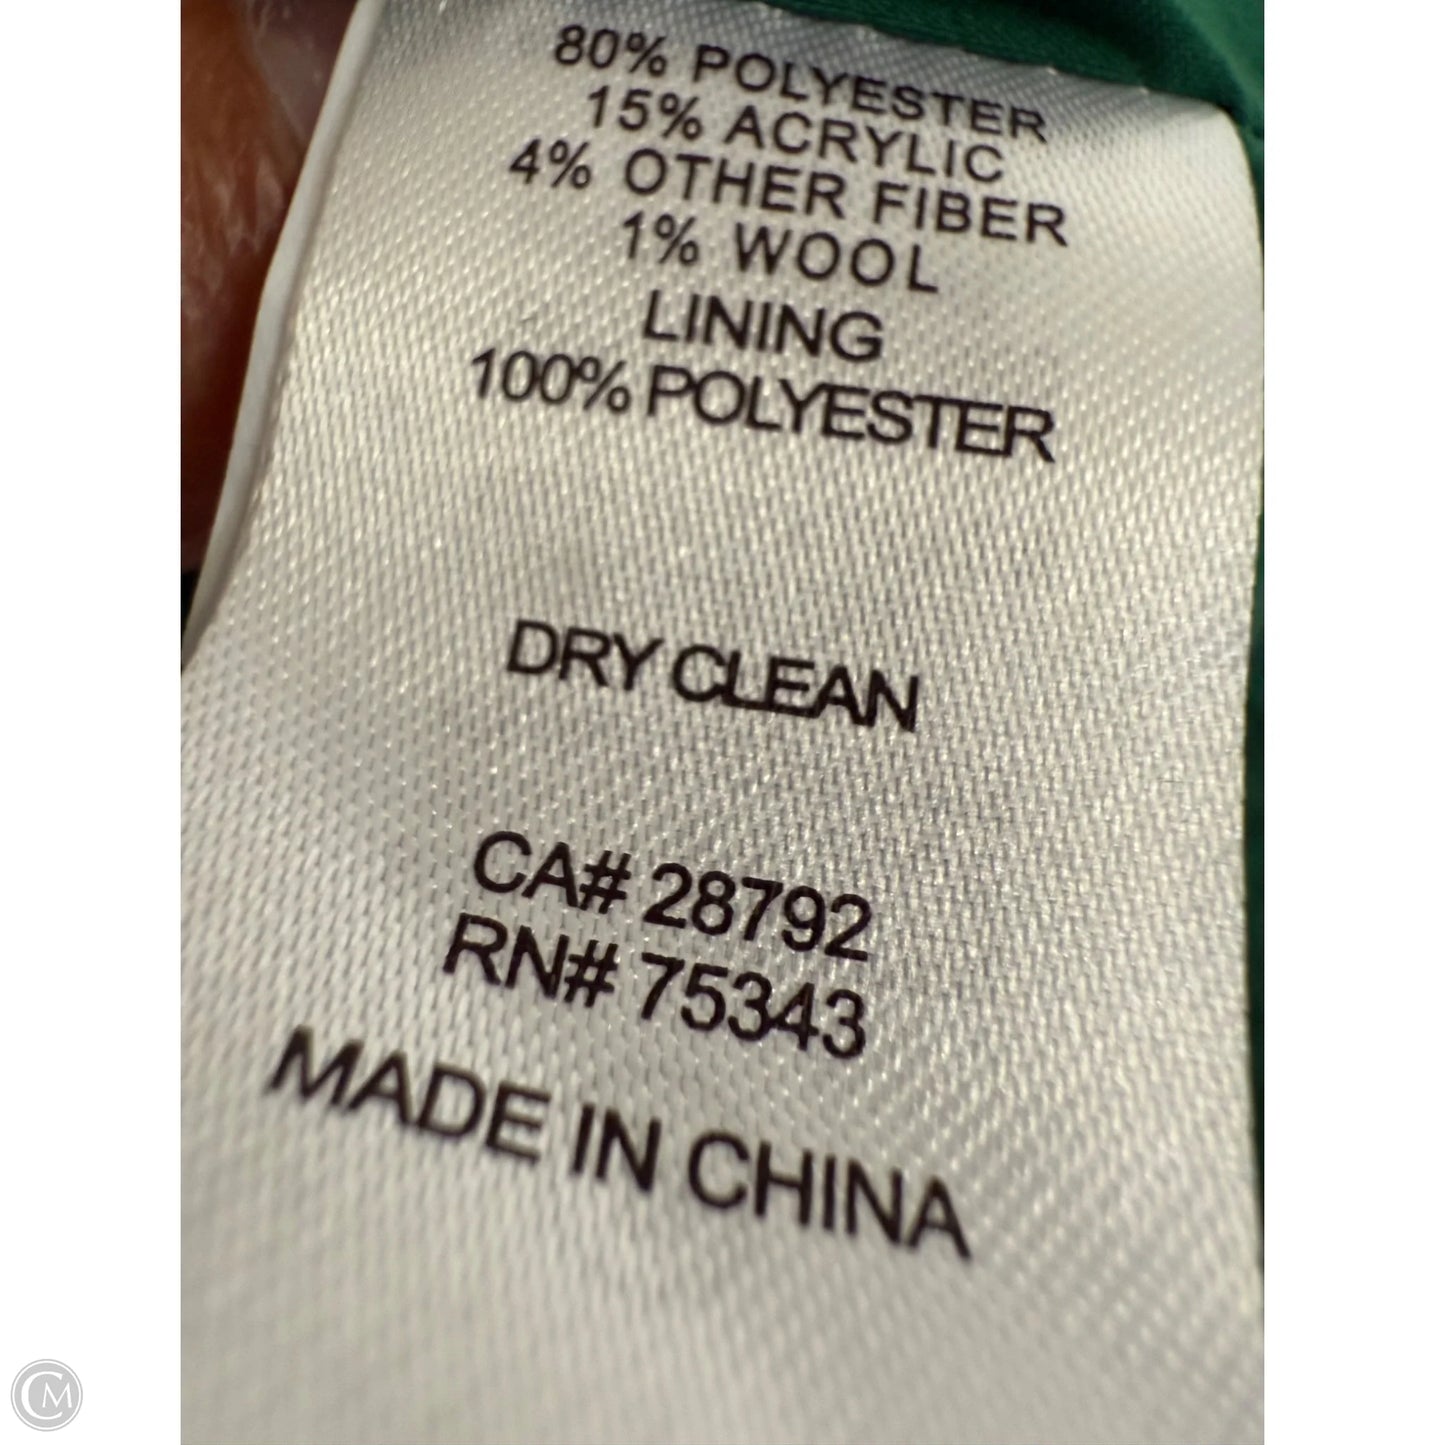 80% POLYESTER
15% ACRYLIC
4% OTHER FIBER
1% WOOL
LINING
100% POLYESTER
DRY CLEAN
CA# 28792
RN# 75343
MADE IN CHINA
CM